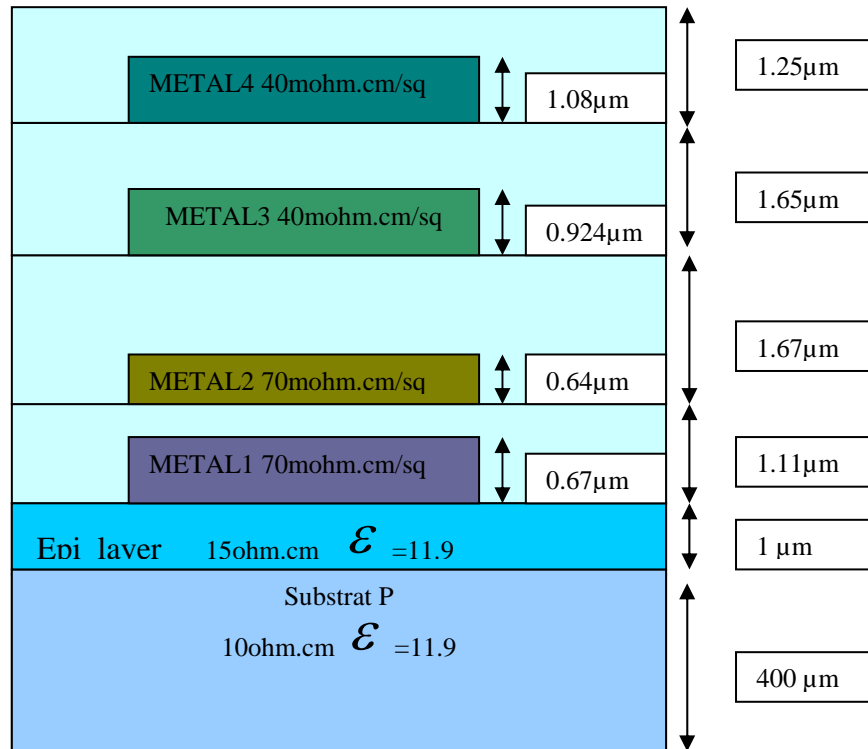 METAL4 40mohm.cm/sq
1.08µm
1.25µm
METAL3 40mohm.cm/sq
0.924µm
1.65µm
METAL2 70mohm.cm/sq
0.64µm
1.67µm
METAL1 70mohm.cm/sq
0.67µm
1.11µm
Epi layer 15ohm.cm ε =11.9
1 µm
Substrat P
10ohm.cm ε =11.9
400 µm